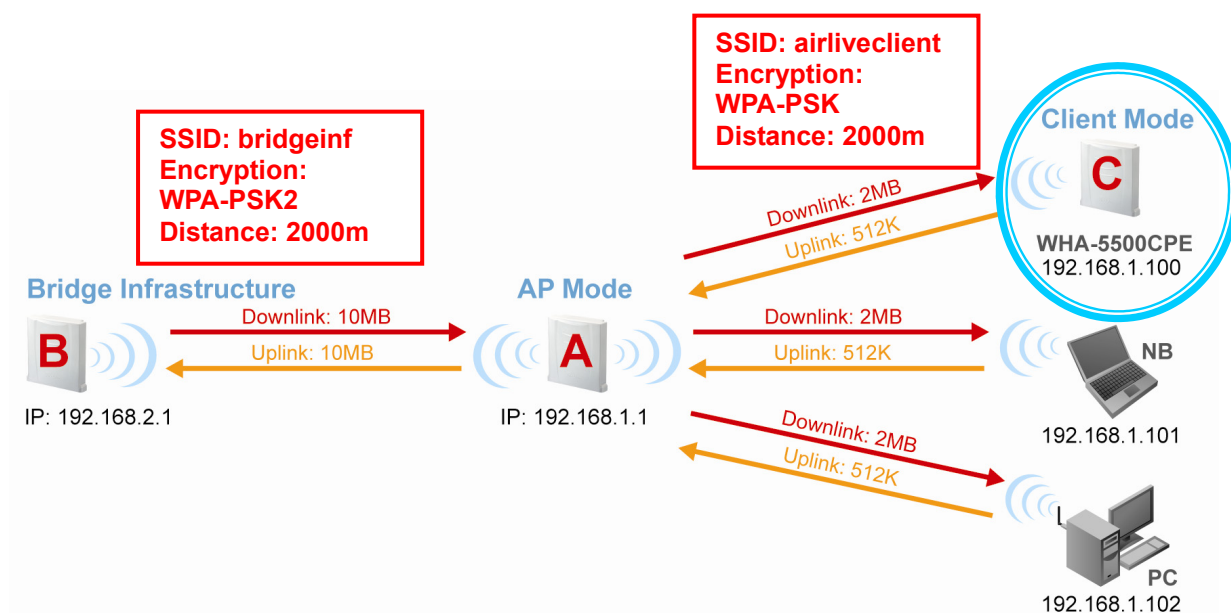 SSID: airliveclient
Encryption:
WPA-PSK
Distance: 2000m
SSID: bridgeinf
Encryption:
WPA-PSK2
Distance: 2000m
Client Mode
C
WHA-5500CPE
192.168.1.100
Downlink: 2MB
Uplink: 512K
Bridge Infrastructure
B
IP: 192.168.2.1
Downlink: 10MB
Uplink: 10MB
AP Mode
A
IP: 192.168.1.1
Downlink: 2MB
Uplink: 512K
NB
192.168.1.101
Downlink: 2MB
Uplink: 512K
PC
192.168.1.102